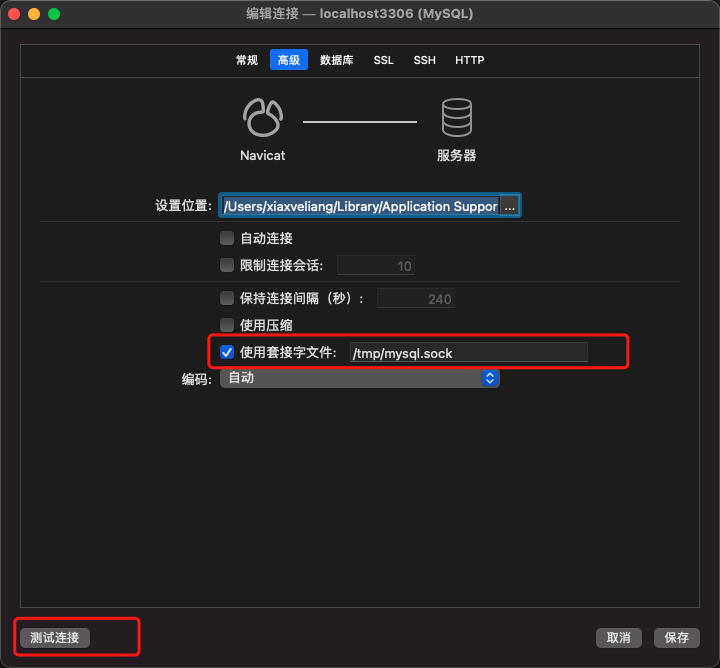 编辑连接 — localhost3306 (MySQL)
常规 高级 数据库 SSL SSH HTTP
Navicat 服务器
设置位置: /Users/xiaxveliang/Library/Application Suppor ...
自动连接
限制连接会话: 10
保持连接间隔（秒）: 240
使用压缩
使用套接字文件: /tmp/mysql.sock
编码: 自动
测试连接 取消 保存